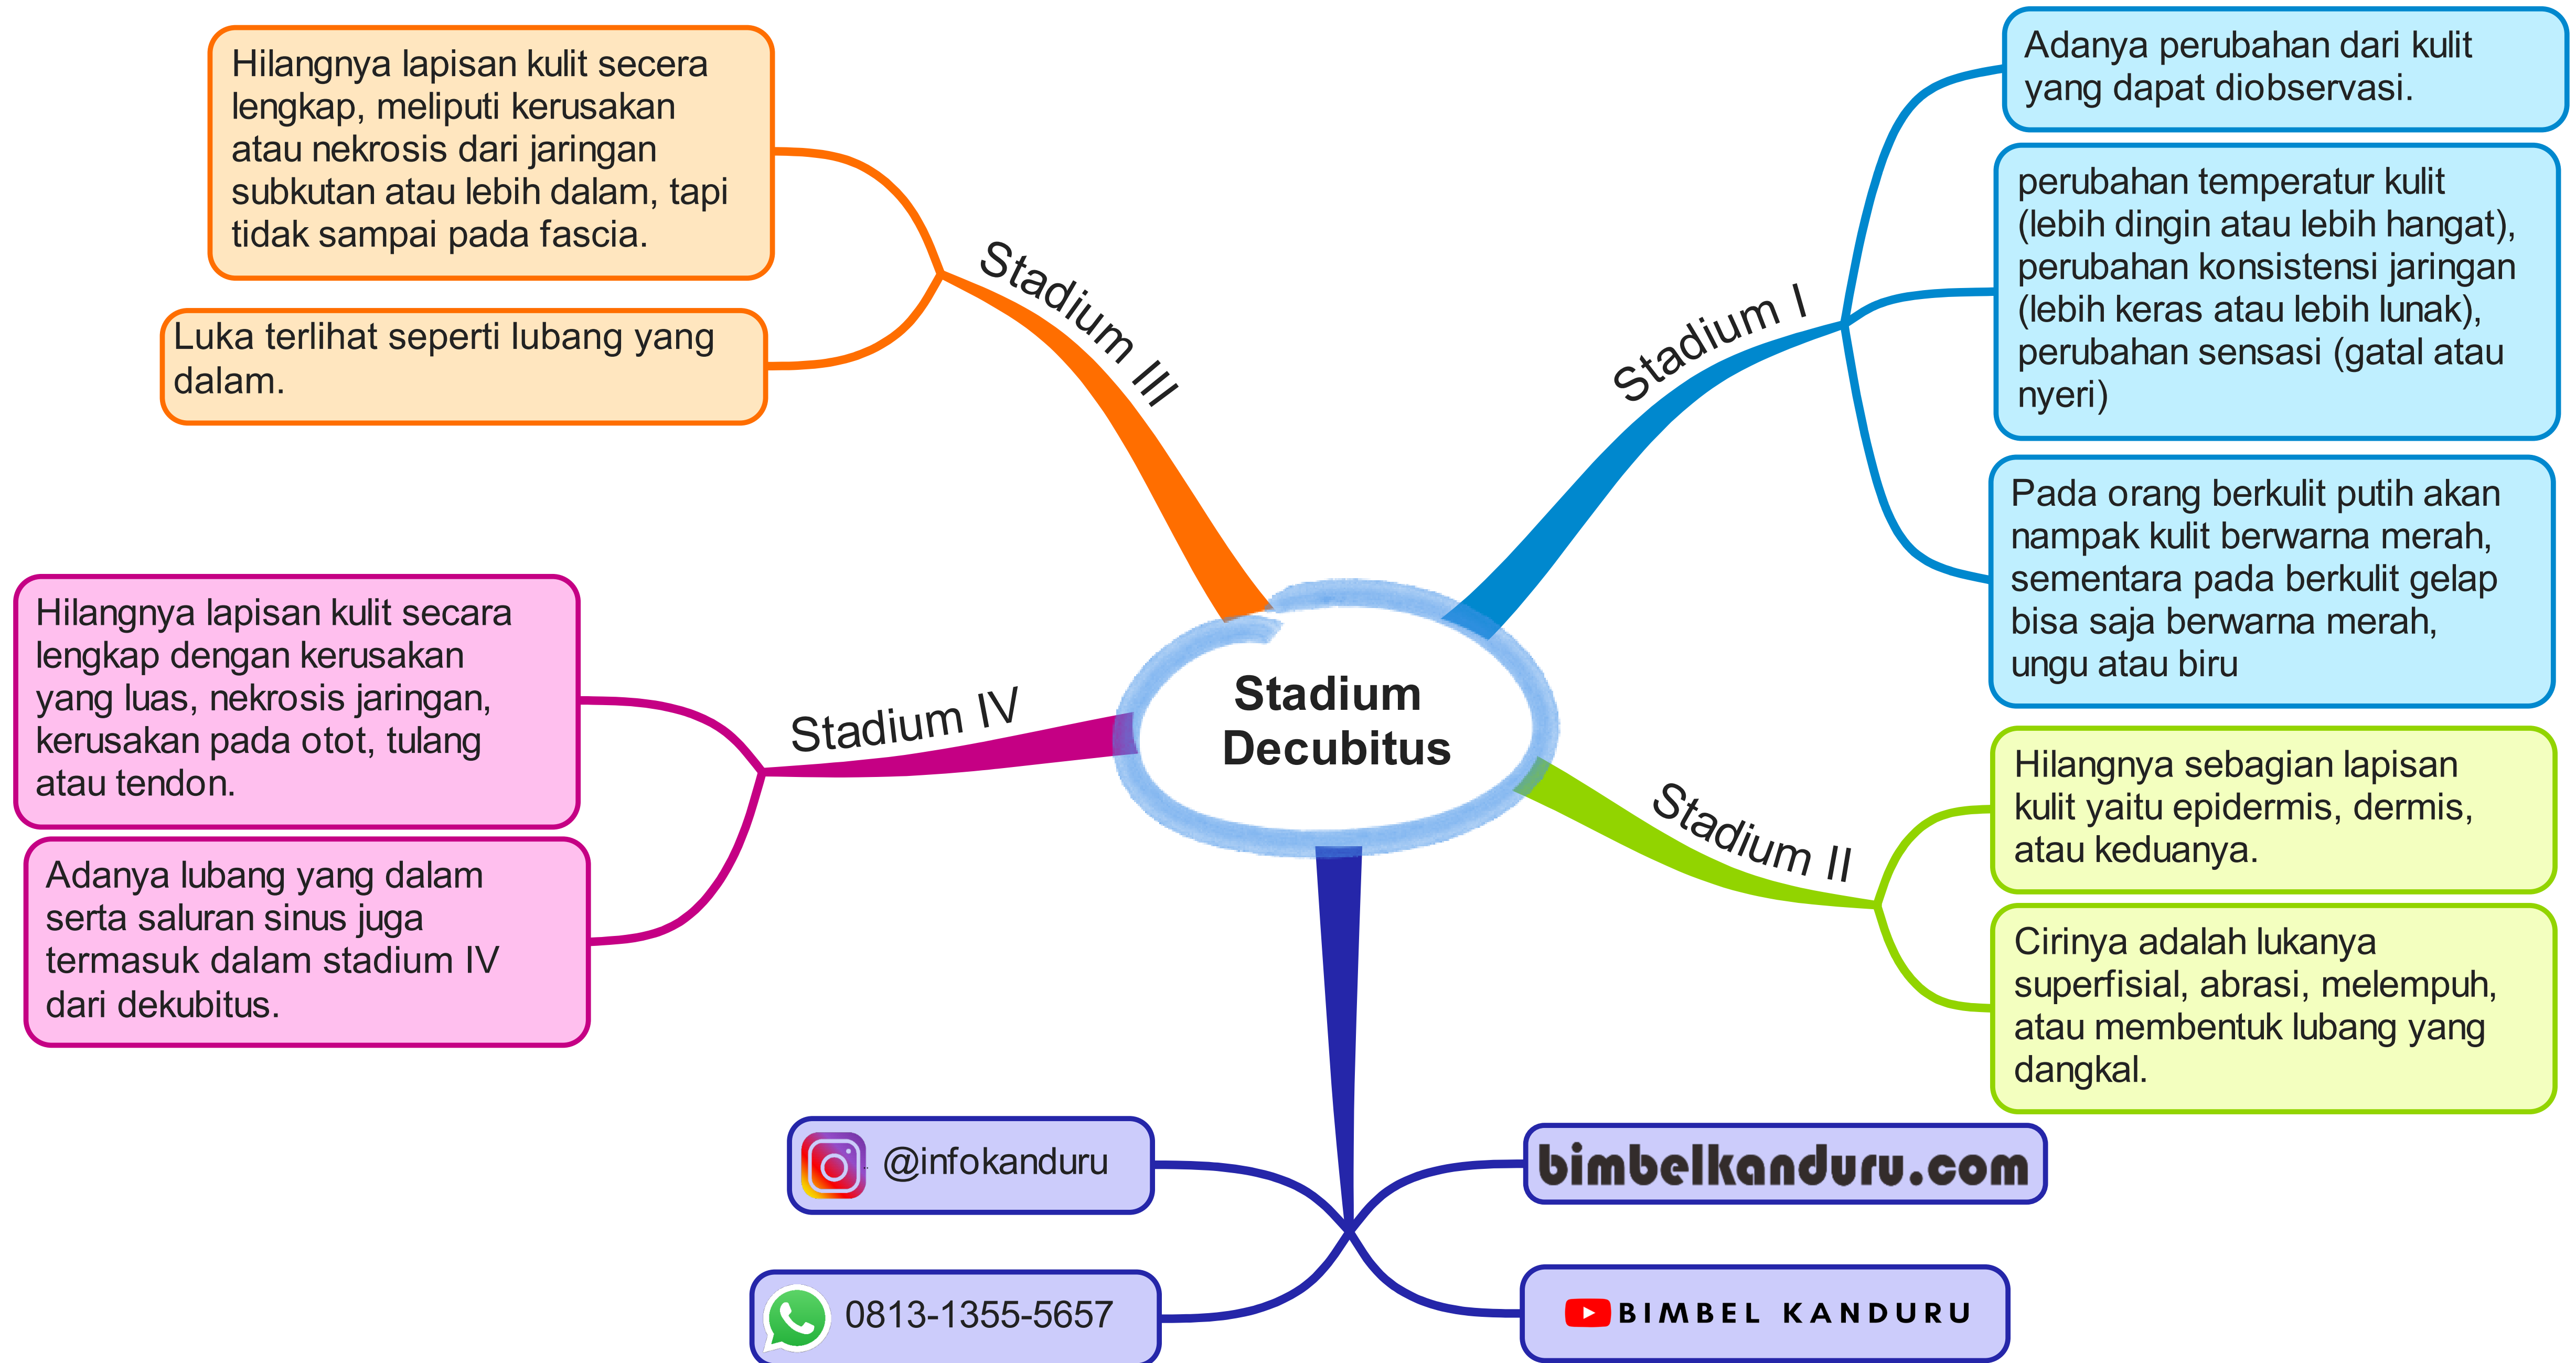 Stadium
Decubitus
Stadium I
Adanya perubahan dari kulit
yang dapat diobservasi.
perubahan temperatur kulit
(lebih dingin atau lebih hangat),
perubahan konsistensi jaringan
(lebih keras atau lebih lunak),
perubahan sensasi (gatal atau
nyeri)
Pada orang berkulit putih akan
nampak kulit berwarna merah,
sementara pada berkulit gelap
bisa saja berwarna merah,
ungu atau biru
Stadium II
Hilangnya sebagian lapisan
kulit yaitu epidermis, dermis,
atau keduanya.
Cirinya adalah lukanya
superfisial, abrasi, melempuh,
atau membentuk lubang yang
dangkal.
Stadium III
Hilangnya lapisan kulit secera
lengkap, meliputi kerusakan
atau nekrosis dari jaringan
subkutan atau lebih dalam, tapi
tidak sampai pada fascia.
Luka terlihat seperti lubang yang
dalam.
Stadium IV
Hilangnya lapisan kulit secara
lengkap dengan kerusakan
yang luas, nekrosis jaringan,
kerusakan pada otot, tulang
atau tendon.
Adanya lubang yang dalam
serta saluran sinus juga
termasuk dalam stadium IV
dari dekubitus.
@infokanduru
0813-1355-5657
bimbelkanduru.com
BIMBEL KANDURU